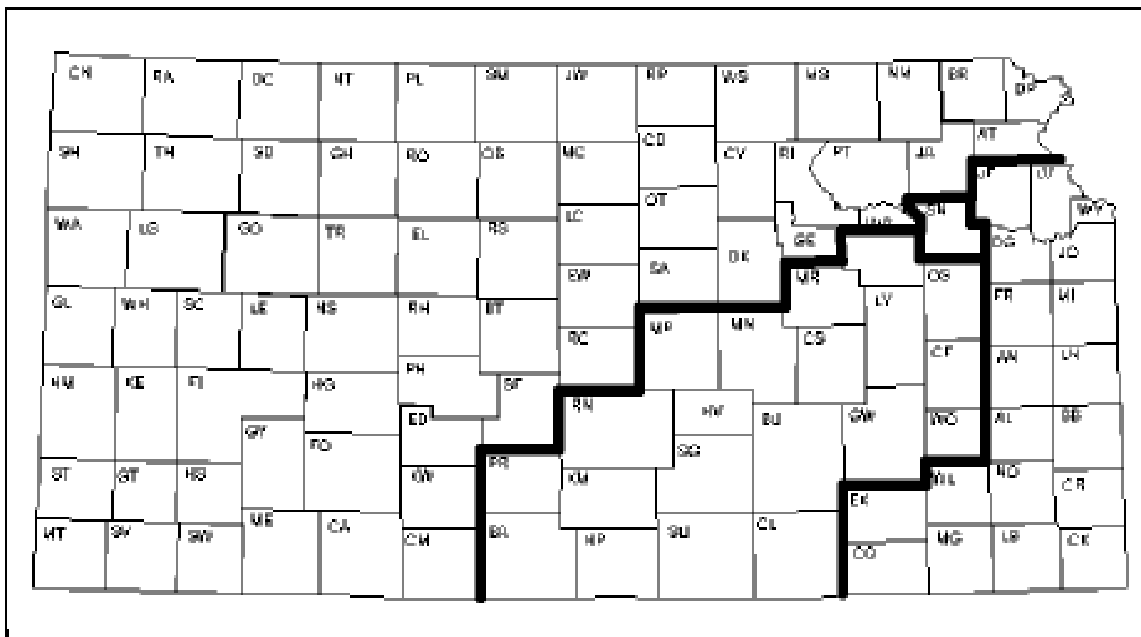 CN RA DC NT PL SM JW RP WS MS NM BR DP
AT
SH TH SD GH RO OB MC CD CY RI PT JA
JF LV
WA LG GO TR EL RS LC OT SN WY
GE DG JO
EW SA DK MR OS
GL WH SC LE NS RH BT LY FR MI
RC MP MN CS CF AN LN
HM KE FI HG PN SF
RN HV BU GW WO AL BB
GY ED
FO SG
ST GT HS KW PR KM WL NO CR
EK
MT SV SW ME CA CM BA HP SU CL CQ MG LB CK